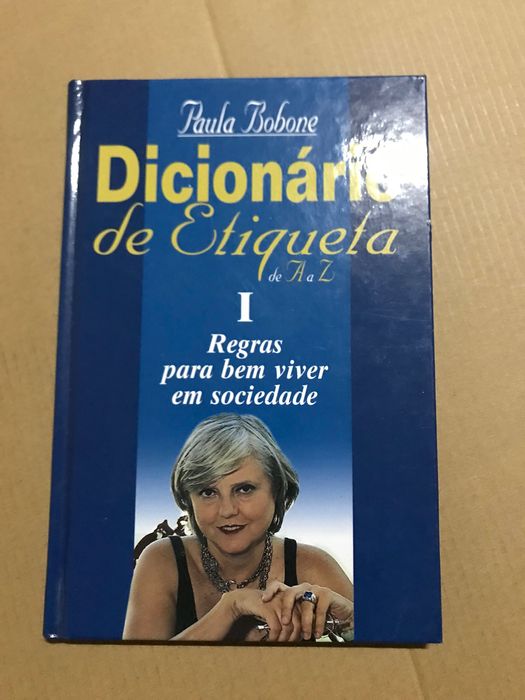 Paula Bobone
Dicionário
de Etiqueta
de A a Z
I
Regras
para bem viver
em sociedade